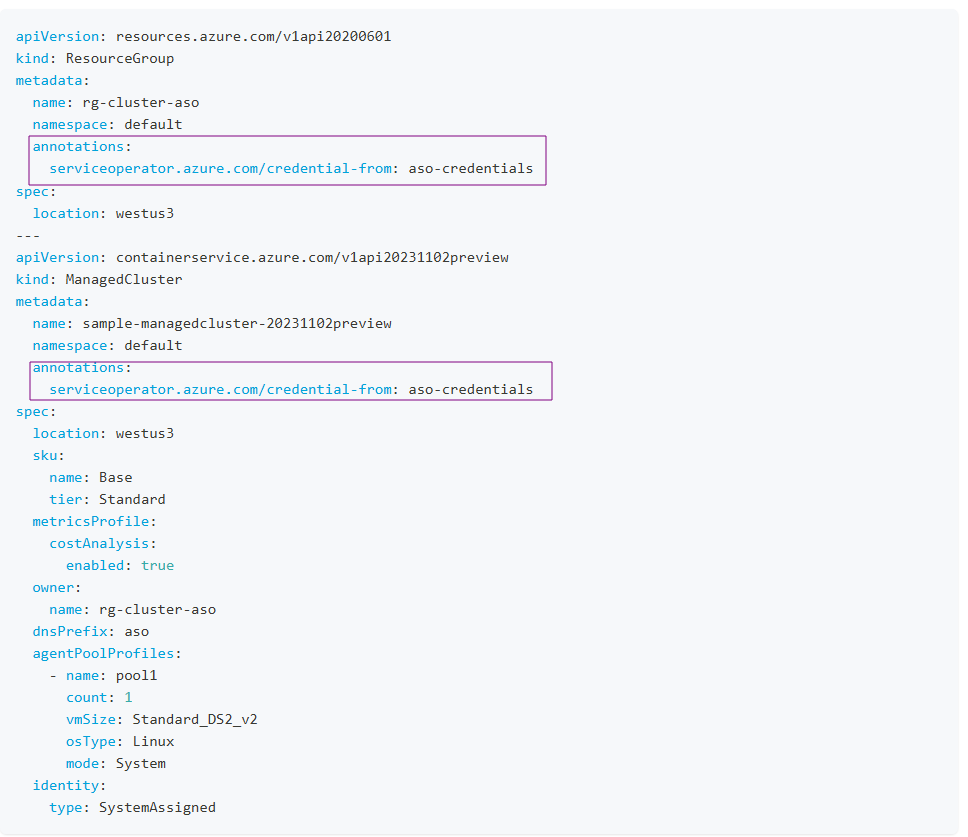 apiVersion: resources.azure.com/v1api20200601
kind: ResourceGroup
metadata:
  name: rg-cluster-aso
  namespace: default
  annotations:
    serviceoperator.azure.com/credential-from: aso-credentials
spec:
  location: westus3
---
apiVersion: containerservice.azure.com/v1api20231102preview
kind: ManagedCluster
metadata:
  name: sample-managedcluster-20231102preview
  namespace: default
  annotations:
    serviceoperator.azure.com/credential-from: aso-credentials
spec:
  location: westus3
  sku:
    name: Base
    tier: Standard
  metricsProfile:
    costAnalysis:
      enabled: true
  owner:
    name: rg-cluster-aso
  dnsPrefix: aso
  agentPoolProfiles:
    - name: pool1
      count: 1
      vmSize: Standard_DS2_v2
      osType: Linux
      mode: System
  identity:
    type: SystemAssigned